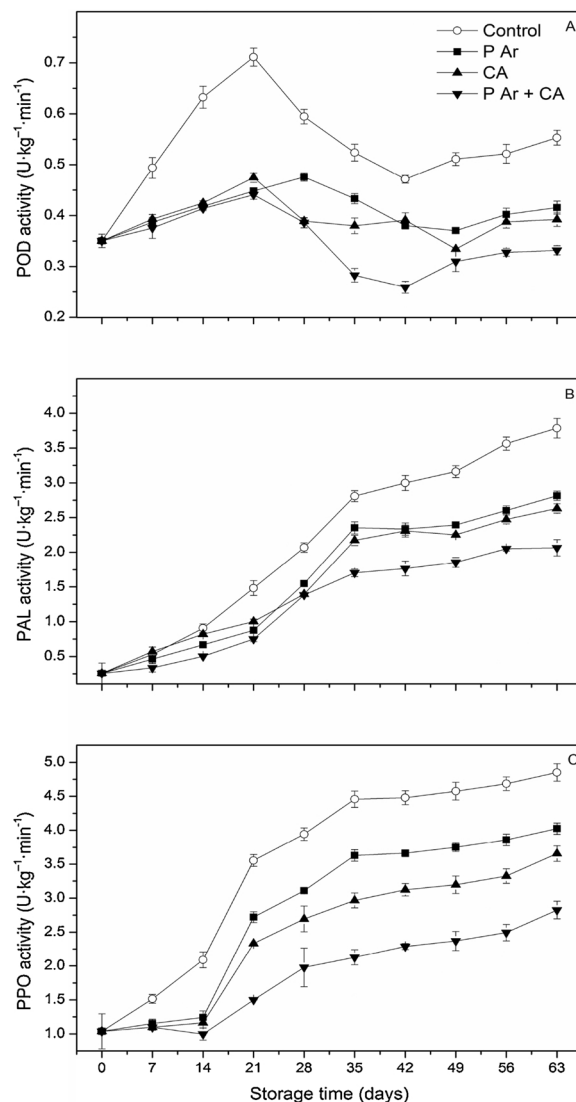 A
Control
P Ar
CA
P Ar + CA
0.7
0.6
0.5
0.4
0.3
0.2
POD activity (U·kg⁻¹·min⁻¹)
B
4.0
3.5
3.0
2.5
2.0
1.5
1.0
0.5
PAL activity (U·kg⁻¹·min⁻¹)
C
5.0
4.5
4.0
3.5
3.0
2.5
2.0
1.5
1.0
PPO activity (U·kg⁻¹·min⁻¹)
0 7 14 21 28 35 42 49 56 63
Storage time (days)